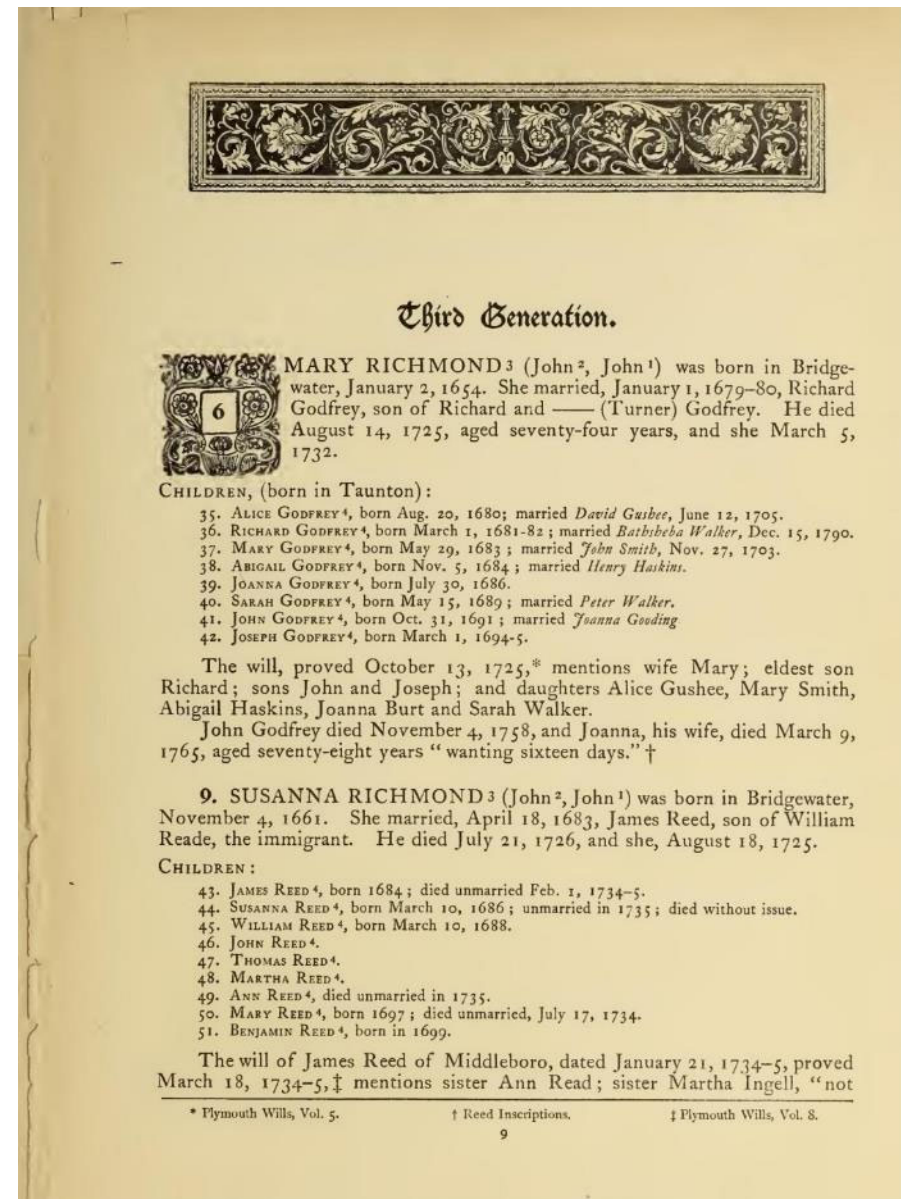 Third Generation.
6
MARY RICHMOND³ (John², John¹) was born in Bridge-
water, January 2, 1654. She married, January 1, 1679–80, Richard
Godfrey, son of Richard and —— (Turner) Godfrey. He died
August 14, 1725, aged seventy-four years, and she March 5,
1732.
CHILDREN, (born in Taunton):
35. ALICE GODFREY⁴, born Aug. 20, 1680; married David Gushee, June 12, 1705.
36. RICHARD GODFREY⁴, born March 1, 1681-82; married Bathsheba Walker, Dec. 15, 1790.
37. MARY GODFREY⁴, born May 29, 1683; married John Smith, Nov. 27, 1703.
38. ABIGAIL GODFREY⁴, born Nov. 5, 1684; married Henry Haskins.
39. JOANNA GODFREY⁴, born July 30, 1686.
40. SARAH GODFREY⁴, born May 15, 1689; married Peter Walker.
41. JOHN GODFREY⁴, born Oct. 31, 1691; married Joanna Gooding
42. JOSEPH GODFREY⁴, born March 1, 1694-5.
The will, proved October 13, 1725,* mentions wife Mary; eldest son
Richard; sons John and Joseph; and daughters Alice Gushee, Mary Smith,
Abigail Haskins, Joanna Burt and Sarah Walker.
John Godfrey died November 4, 1758, and Joanna, his wife, died March 9,
1765, aged seventy-eight years “wanting sixteen days.” †
9. SUSANNA RICHMOND³ (John², John¹) was born in Bridgewater,
November 4, 1661. She married, April 18, 1683, James Reed, son of William
Reade, the immigrant. He died July 21, 1726, and she, August 18, 1725.
CHILDREN:
43. JAMES REED⁴, born 1684; died unmarried Feb. 1, 1734–5.
44. SUSANNA REED⁴, born March 10, 1686; unmarried in 1735; died without issue.
45. WILLIAM REED⁴, born March 10, 1688.
46. JOHN REED⁴.
47. THOMAS REED⁴.
48. MARTHA REED⁴.
49. ANN REED⁴, died unmarried in 1735.
50. MARY REED⁴, born 1697; died unmarried, July 17, 1734.
51. BENJAMIN REED⁴, born in 1699.
The will of James Reed of Middleboro, dated January 21, 1734–5, proved
March 18, 1734–5,‡ mentions sister Ann Read; sister Martha Ingell, “not
* Plymouth Wills, Vol. 5. † Reed Inscriptions. ‡ Plymouth Wills, Vol. 8.
9